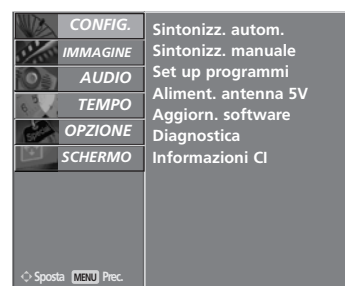 CONFIG.
IMMAGINE
AUDIO
TEMPO
OPZIONE
SCHERMO
Sintonizz. autom.
Sintonizz. manuale
Set up programmi
Aliment. antenna 5V
Aggiorn. software
Diagnostica
Informazioni CI
Sposta MENU Prec.